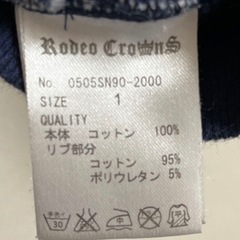 Rodeo Crowns
No. 0505SN90-2000
SIZE 1
QUALITY
本体 コットン 100%
リブ部分
コットン 95%
ポリウレタン 5%